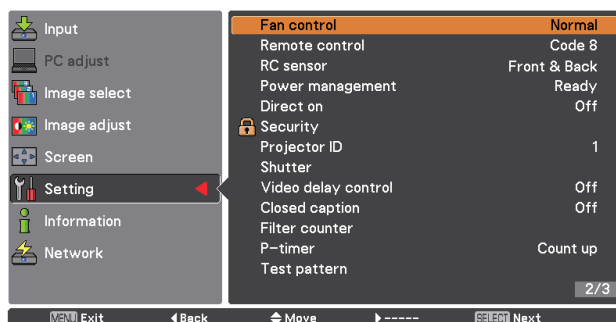 Input
PC adjust
Image select
Image adjust
Screen
Setting
Information
Network
Fan control Normal
Remote control Code 8
RC sensor Front & Back
Power management Ready
Direct on Off
Security
Projector ID 1
Shutter
Video delay control Off
Closed caption Off
Filter counter
P-timer Count up
Test pattern
2/3
MENU Exit Back Move ----- SELECT Next